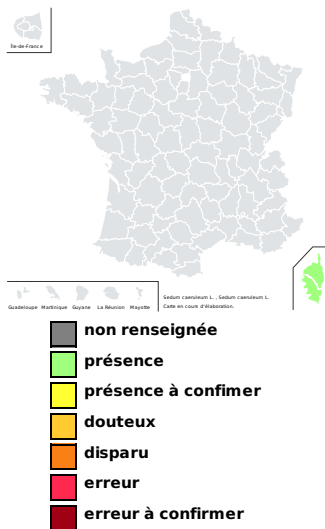 Île-de-France
Guadeloupe Martinique Guyane La Réunion Mayotte
Sedum caeruleum L. , Sedum caeruleum L.
Carte en cours d'élaboration.
non renseignée
présence
présence à confimer
douteux
disparu
erreur
erreur à confirmer